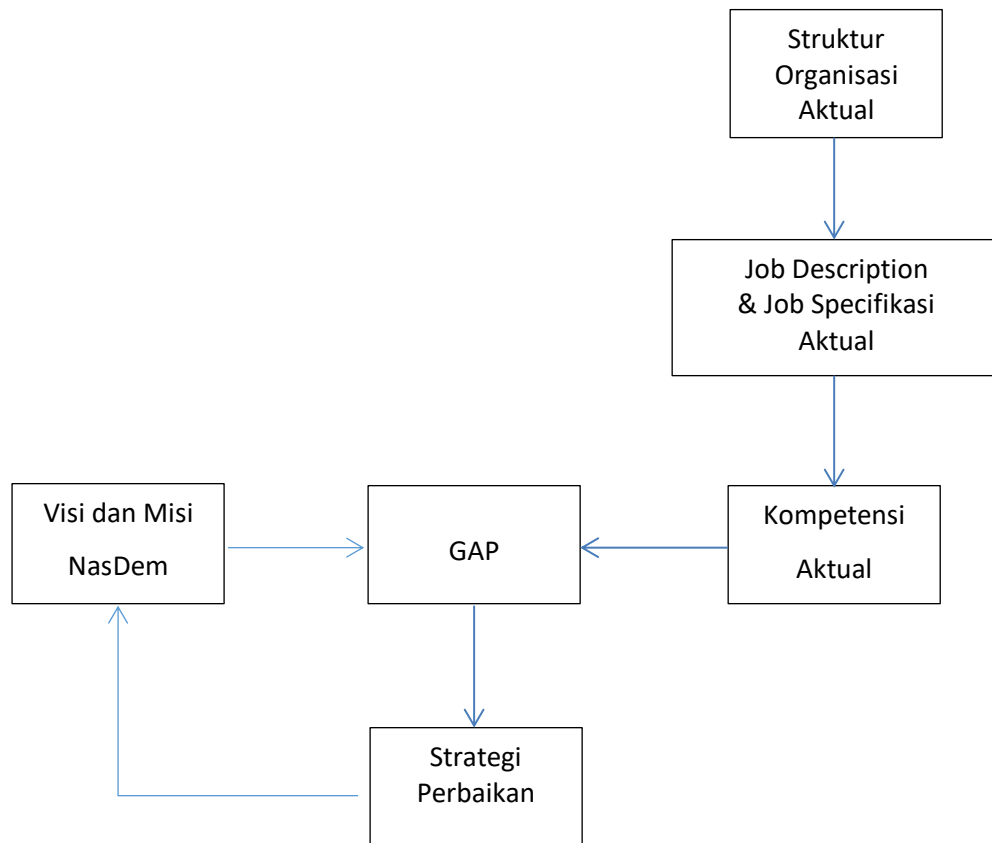 Struktur
Organisasi
Aktual
Job Description
& Job Specifikasi
Aktual
Visi dan Misi
NasDem
GAP
Kompetensi
Aktual
Strategi
Perbaikan